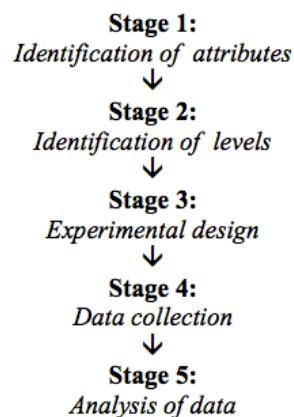 Stage 1:
Identification of attributes
↓
Stage 2:
Identification of levels
↓
Stage 3:
Experimental design
↓
Stage 4:
Data collection
↓
Stage 5:
Analysis of data